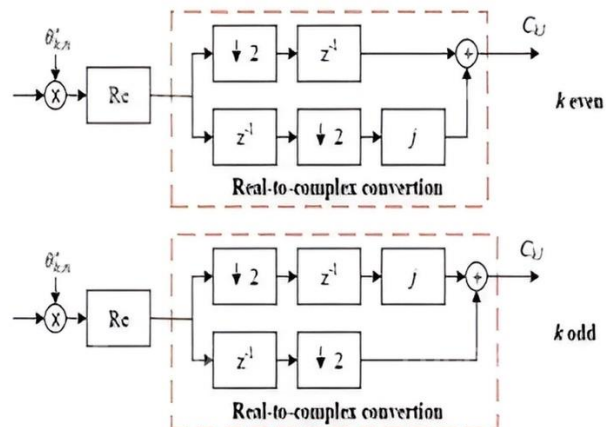 θ*k,n
Re
↓ 2
z-1
+
Ck,l
x
z-1
↓ 2
j
k even
Real-to-complex convertion
θ*k,n
Re
↓ 2
z-1
j
+
Ck,l
x
z-1
↓ 2
k odd
Real-to-complex convertion